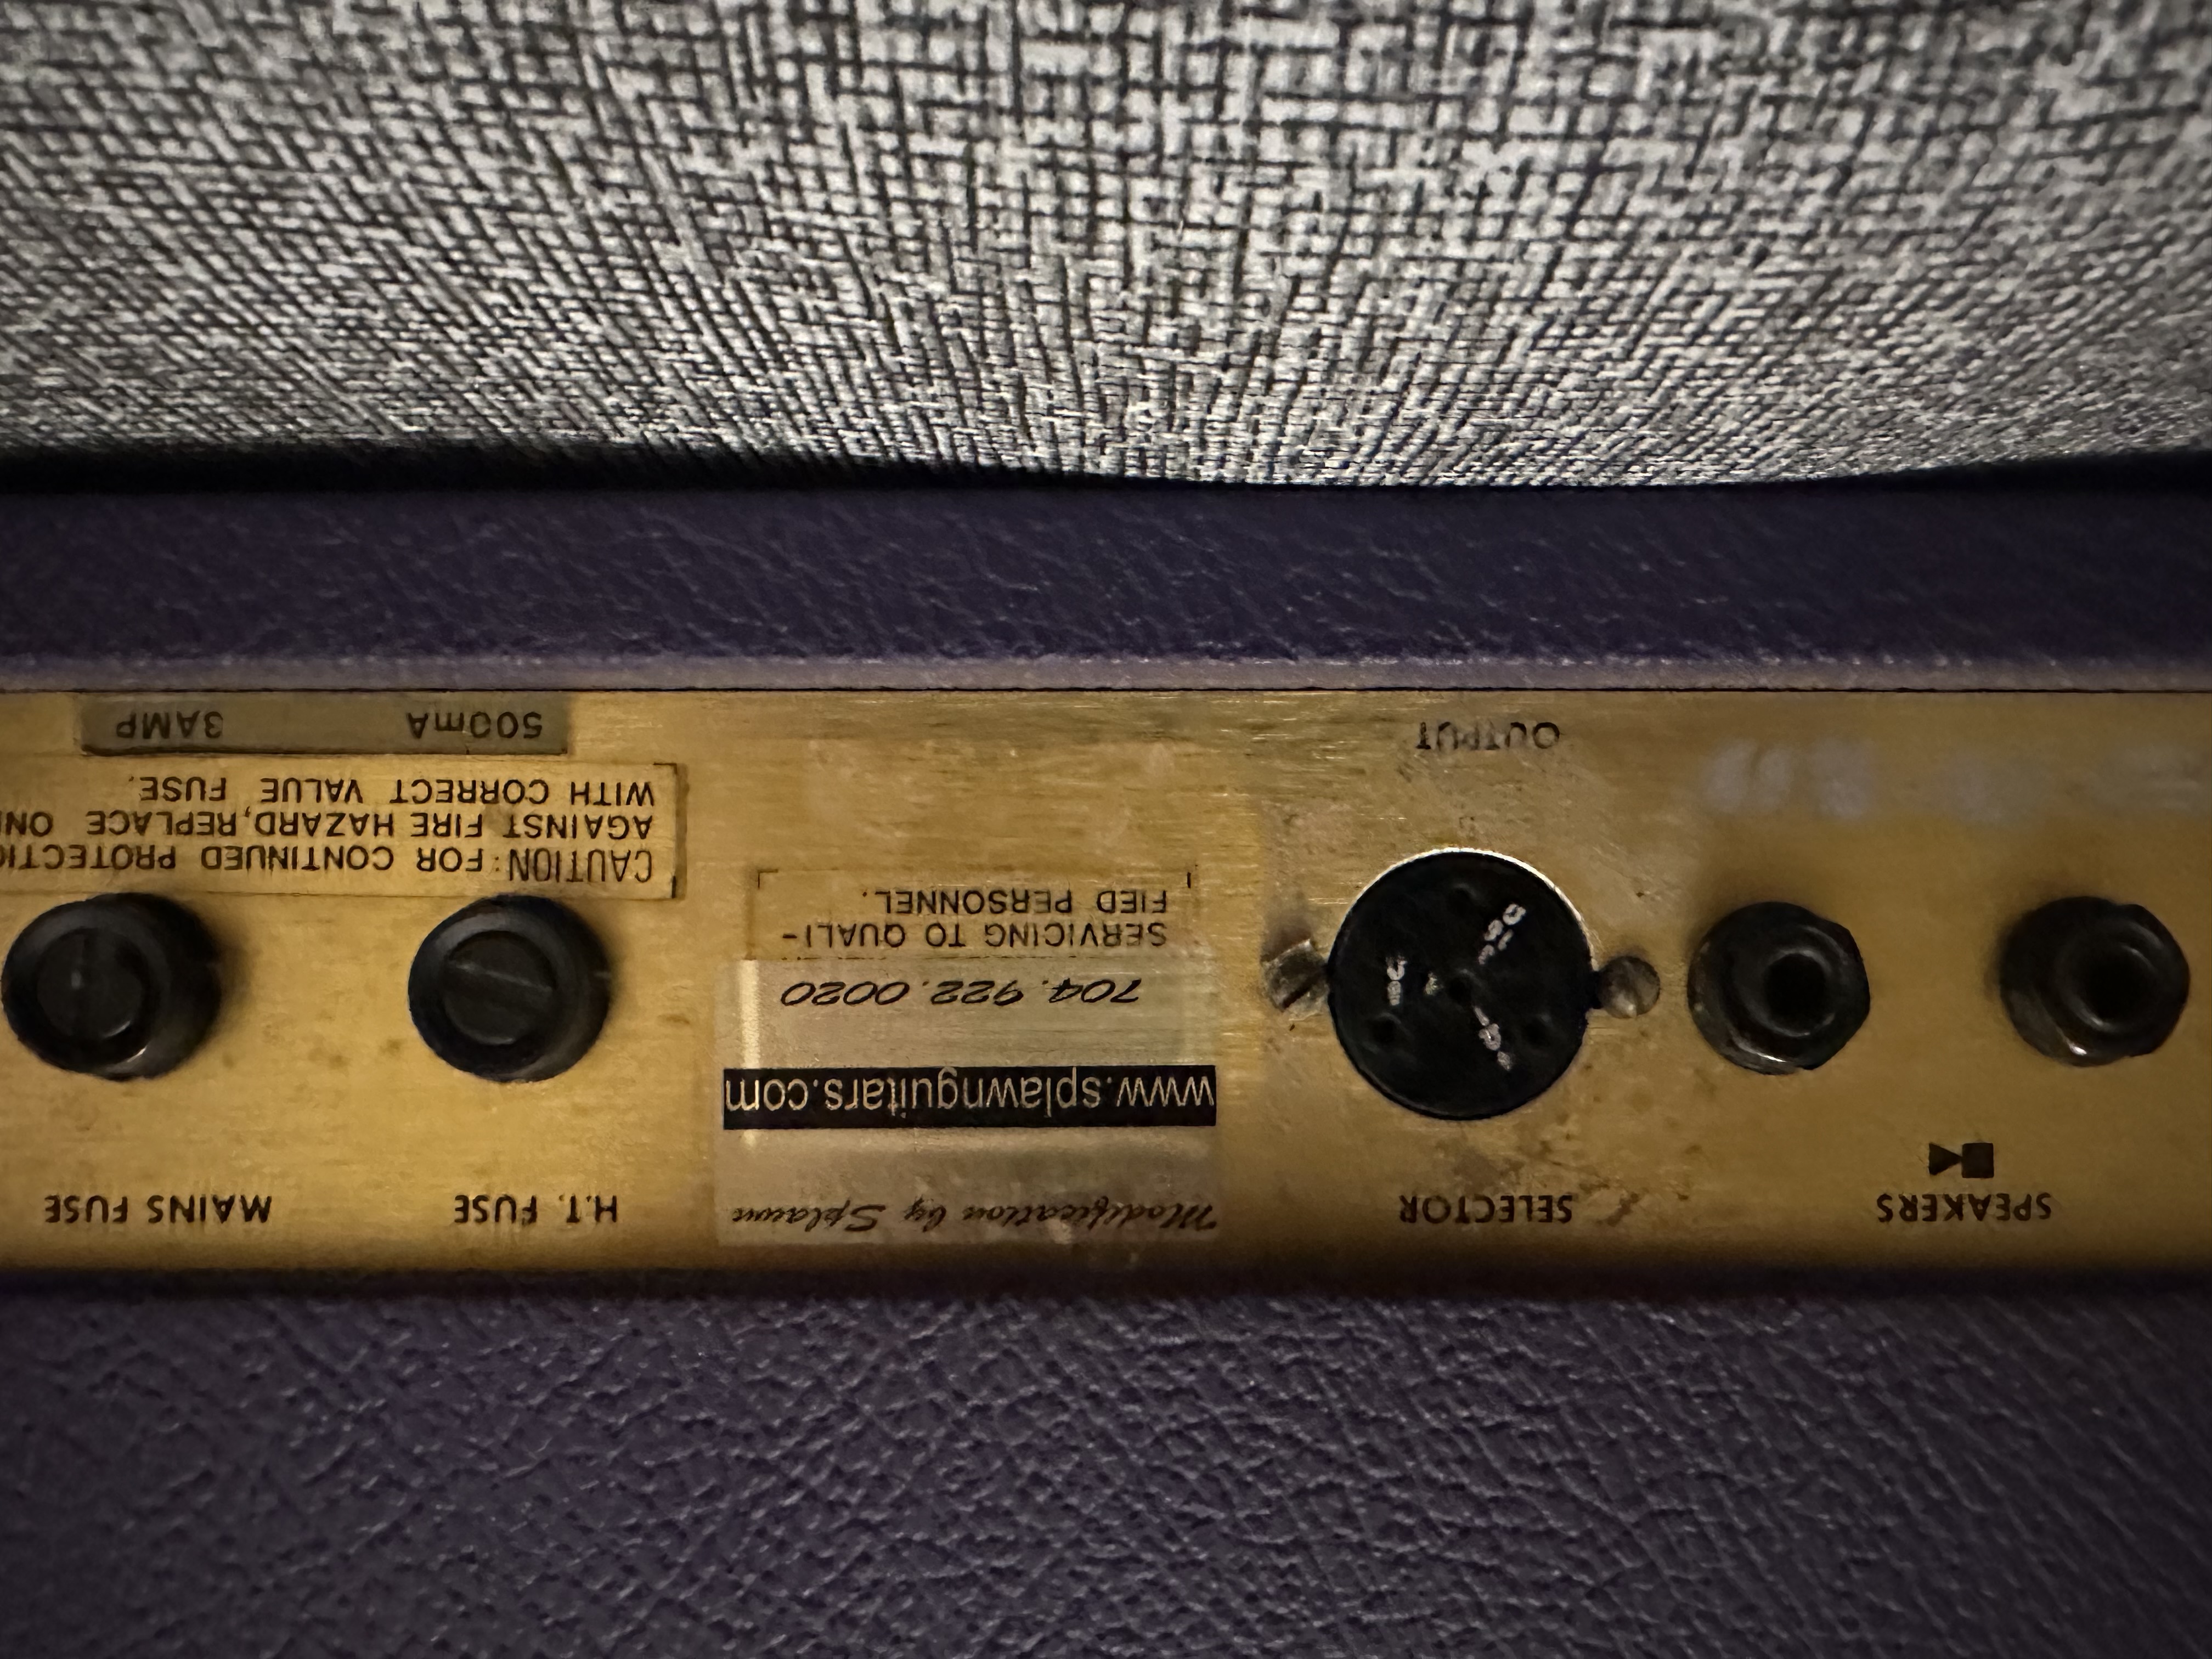 SPEAKERS
SELECTOR
OUTPUT
Modification by Splawn
www.splawnguitars.com
704.922.0020
SERVICING TO QUALI-
FIED PERSONNEL.
H.T. FUSE
MAINS FUSE
CAUTION: FOR CONTINUED PROTECTI
AGAINST FIRE HAZARD,REPLACE ON
WITH CORRECT VALUE FUSE.
500mA 3AMP